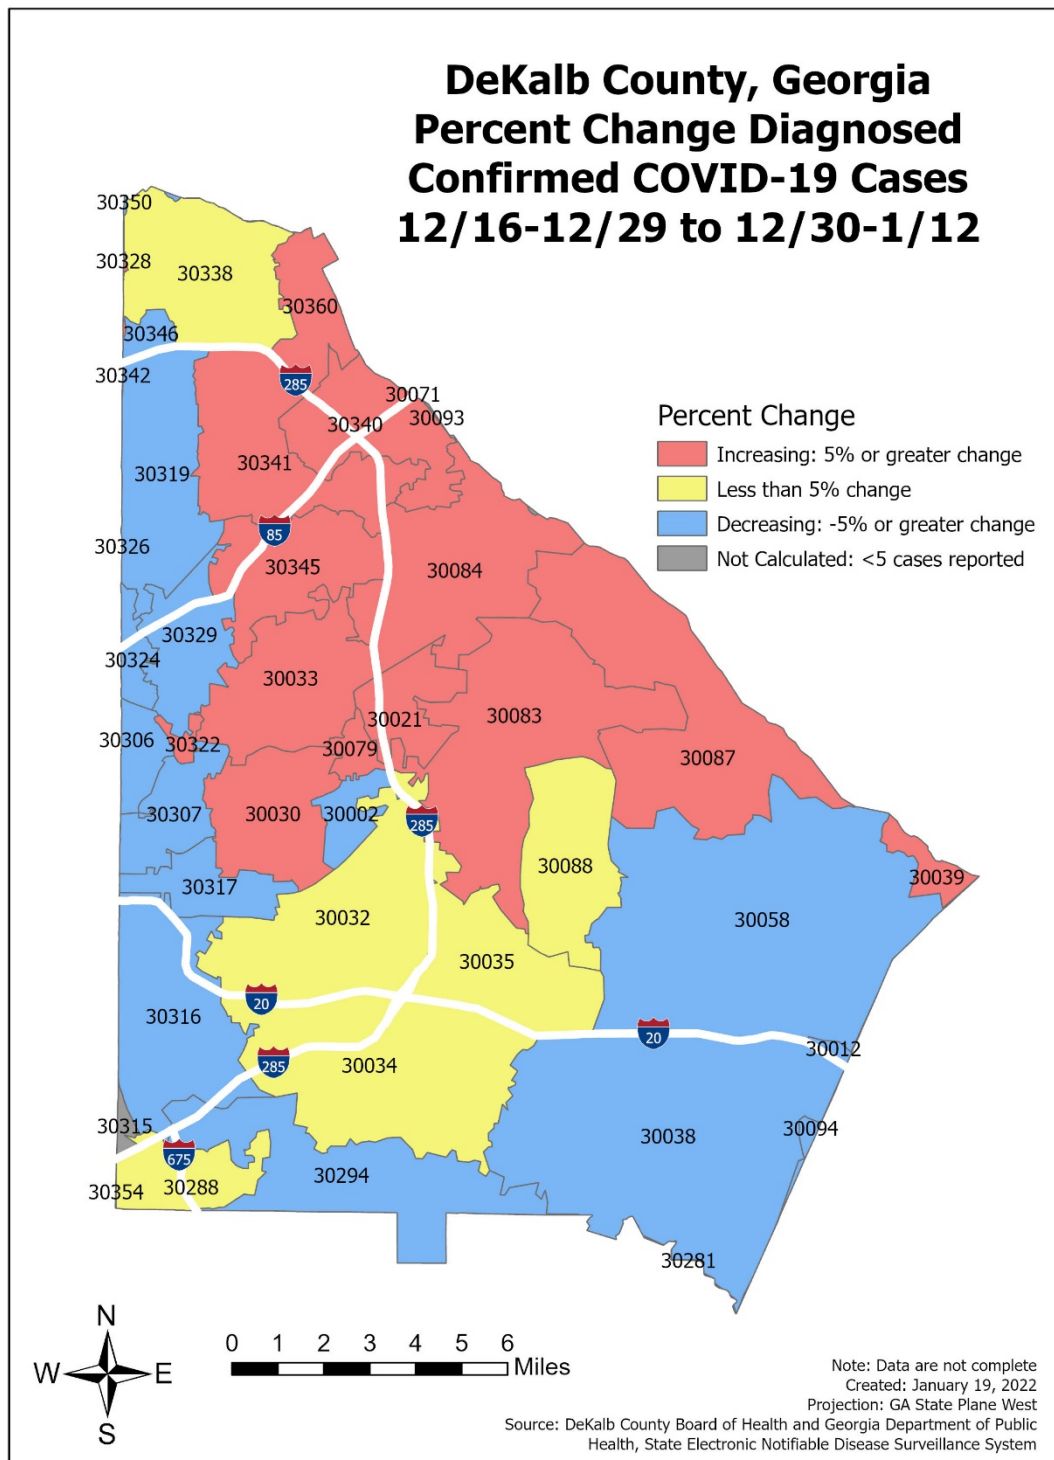 DeKalb County, Georgia
Percent Change Diagnosed
Confirmed COVID-19 Cases
12/16-12/29 to 12/30-1/12
30350
30328
30338
30360
30346
30342
285
30071
30093
30340
Percent Change
Increasing: 5% or greater change
Less than 5% change
Decreasing: -5% or greater change
Not Calculated: <5 cases reported
30341
30319
85
30326
30345
30084
30329
30324
30033
30021
30083
30306
30322
30079
30087
30307
30030
30002
285
30088
30317
30039
30032
30058
30035
20
30316
20
30012
285
30034
30315
30038
30094
675
30354
30288
30294
30281
N
W
E
S
0 1 2 3 4 5 6
Miles
Note: Data are not complete
Created: January 19, 2022
Projection: GA State Plane West
Source: DeKalb County Board of Health and Georgia Department of Public
Health, State Electronic Notifiable Disease Surveillance System